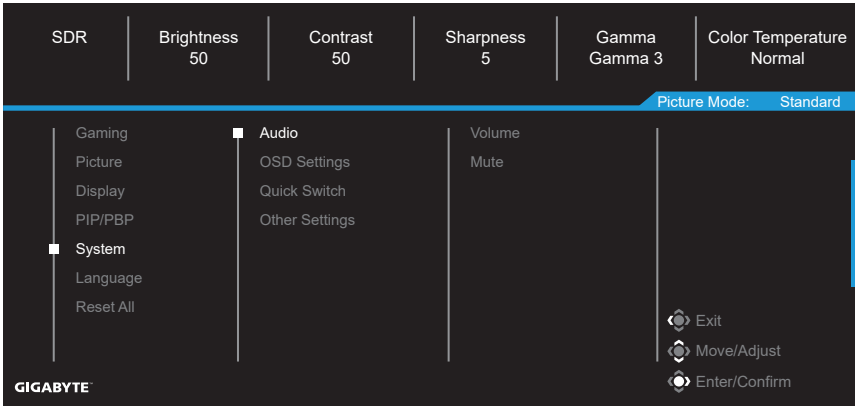 SDR
Brightness
50
Contrast
50
Sharpness
5
Gamma
Gamma 3
Color Temperature
Normal
Picture Mode: Standard
Gaming
Picture
Display
PIP/PBP
System
Language
Reset All
Audio
OSD Settings
Quick Switch
Other Settings
Volume
Mute
Exit
Move/Adjust
Enter/Confirm
GIGABYTE™